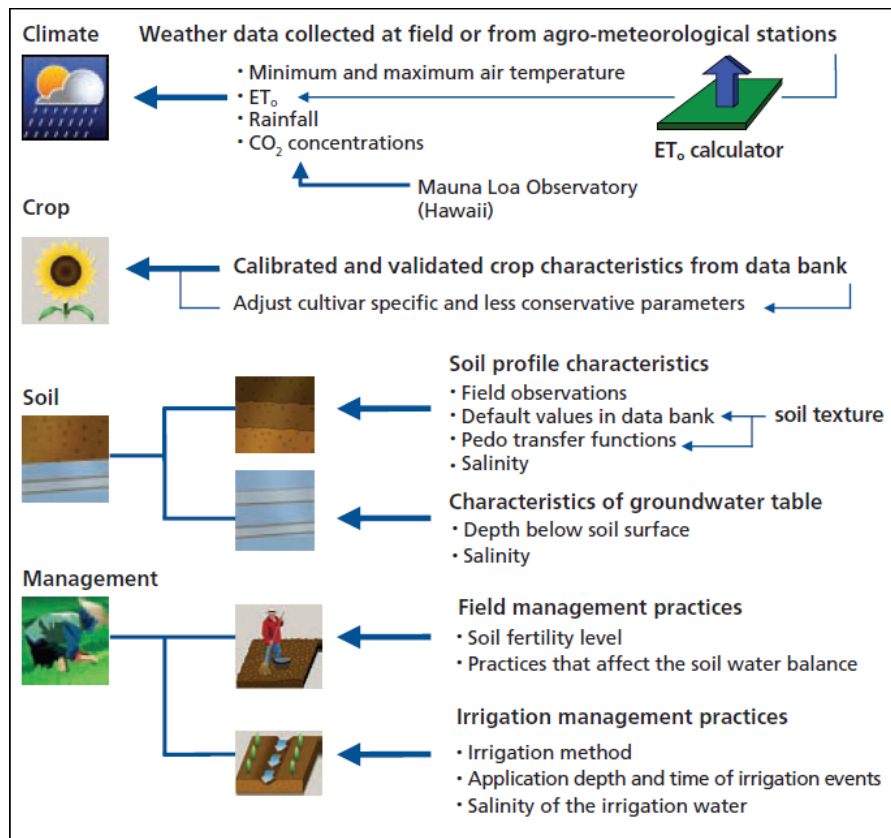 Climate
Weather data collected at field or from agro-meteorological stations
· Minimum and maximum air temperature
· ETo
· Rainfall
· CO2 concentrations
ETo calculator
Mauna Loa Observatory
(Hawaii)
Crop
Calibrated and validated crop characteristics from data bank
Adjust cultivar specific and less conservative parameters
Soil
Soil profile characteristics
· Field observations
· Default values in data bank
soil texture
· Pedo transfer functions
· Salinity
Characteristics of groundwater table
· Depth below soil surface
· Salinity
Management
Field management practices
· Soil fertility level
· Practices that affect the soil water balance
Irrigation management practices
· Irrigation method
· Application depth and time of irrigation events
· Salinity of the irrigation water